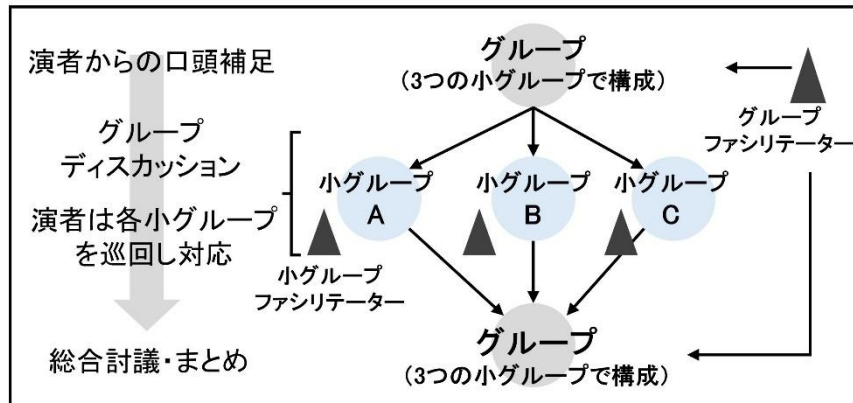 演者からの口頭補足
グループ
ディスカッション
演者は各小グループ
を巡回し対応
総合討議・まとめ
グループ
(3つの小グループで構成)
グループ
ファシリテーター
小グループ
A
小グループ
B
小グループ
C
小グループ
ファシリテーター
グループ
(3つの小グループで構成)